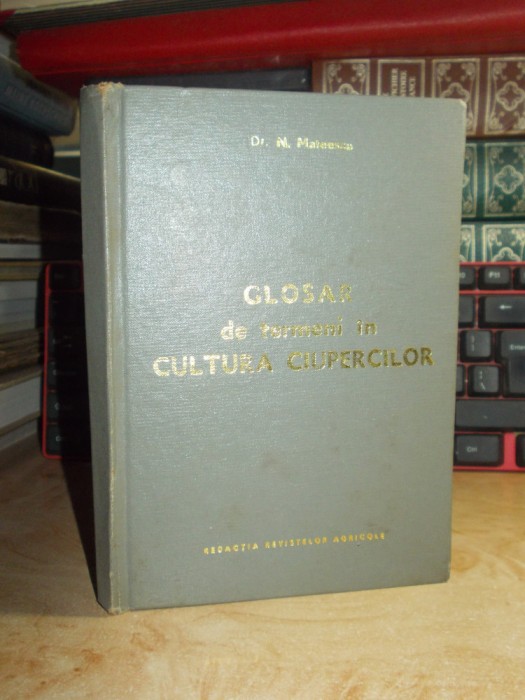 Dr. N. Mateescu
GLOSAR
de termeni în
CULTURA CIUPERCILOR
REDACȚIA REVISTELOR AGRICOLE